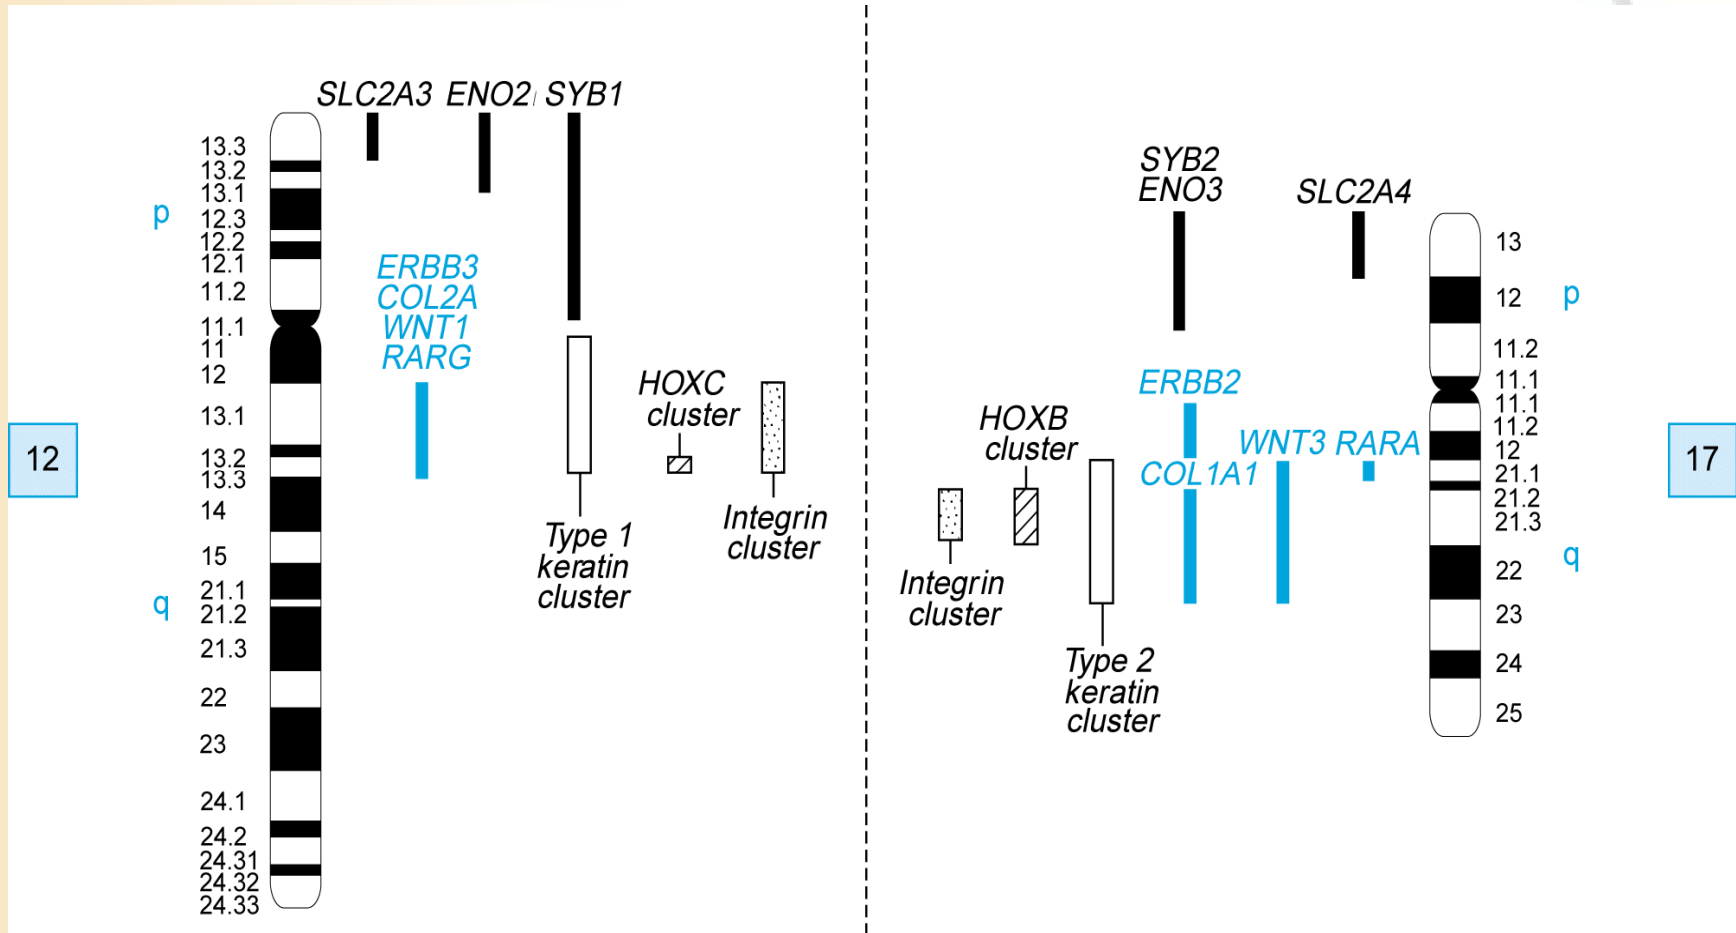 SLC2A3 ENO2 SYB1
13.3
13.2
13.1
12.3
12.2
12.1
11.2
11.1
11
12
13.1
13.2
13.3
14
15
21.1
21.2
21.3
22
23
24.1
24.2
24.31
24.32
24.33
p
q
12
ERBB3
COL2A
WNT1
RARG
Type 1
keratin
cluster
HOXC
cluster
Integrin
cluster
SYB2
ENO3
SLC2A4
ERBB2
COL1A1
WNT3 RARA
HOXB
cluster
Integrin
cluster
Type 2
keratin
cluster
13
12
11.2
11.1
11.1
11.2
12
21.1
21.2
21.3
22
23
24
25
p
q
17